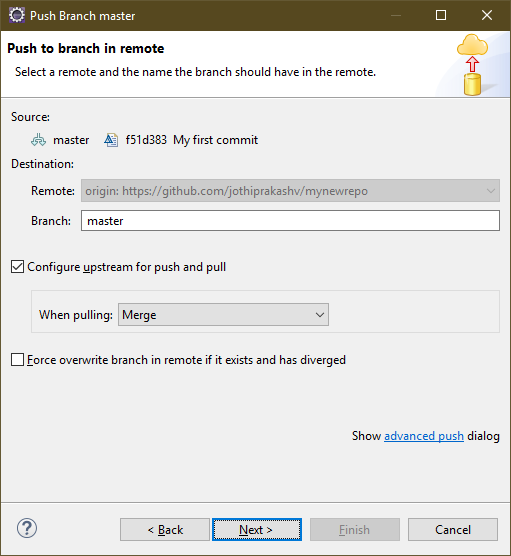 Push Branch master
Push to branch in remote
Select a remote and the name the branch should have in the remote.
Source:
master f51d383 My first commit
Destination:
Remote: origin: https://github.com/jothiprakashv/mynewrepo
Branch: master
Configure upstream for push and pull
When pulling: Merge
Force overwrite branch in remote if it exists and has diverged
Show advanced push dialog
? < Back Next > Finish Cancel